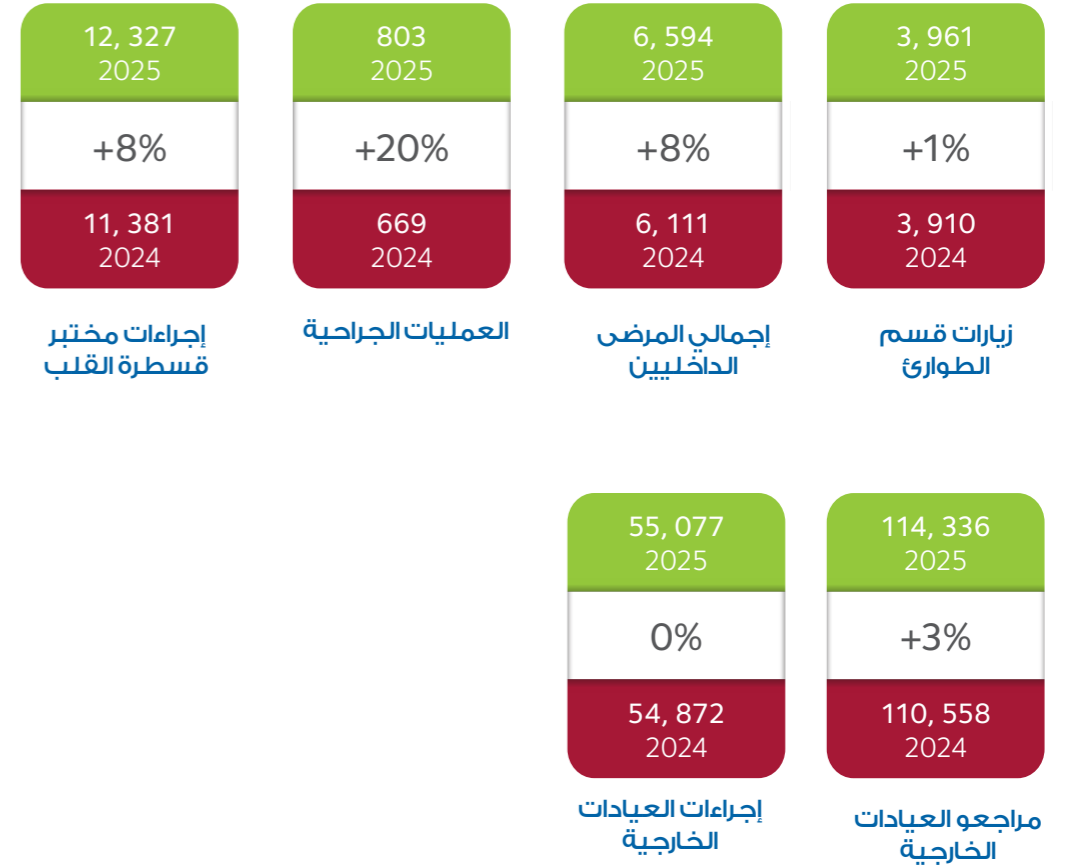 3, 961
2025
+1%
3, 910
2024
زيارات قسم
الطوارئ
6, 594
2025
+8%
6, 111
2024
إجمالي المرضى
الداخليين
803
2025
+20%
669
2024
العمليات الجراحية
12, 327
2025
+8%
11, 381
2024
إجراءات مختبر
قسطرة القلب
114, 336
2025
+3%
110, 558
2024
مراجعو العيادات
الخارجية
55, 077
2025
0%
54, 872
2024
إجراءات العيادات
الخارجية